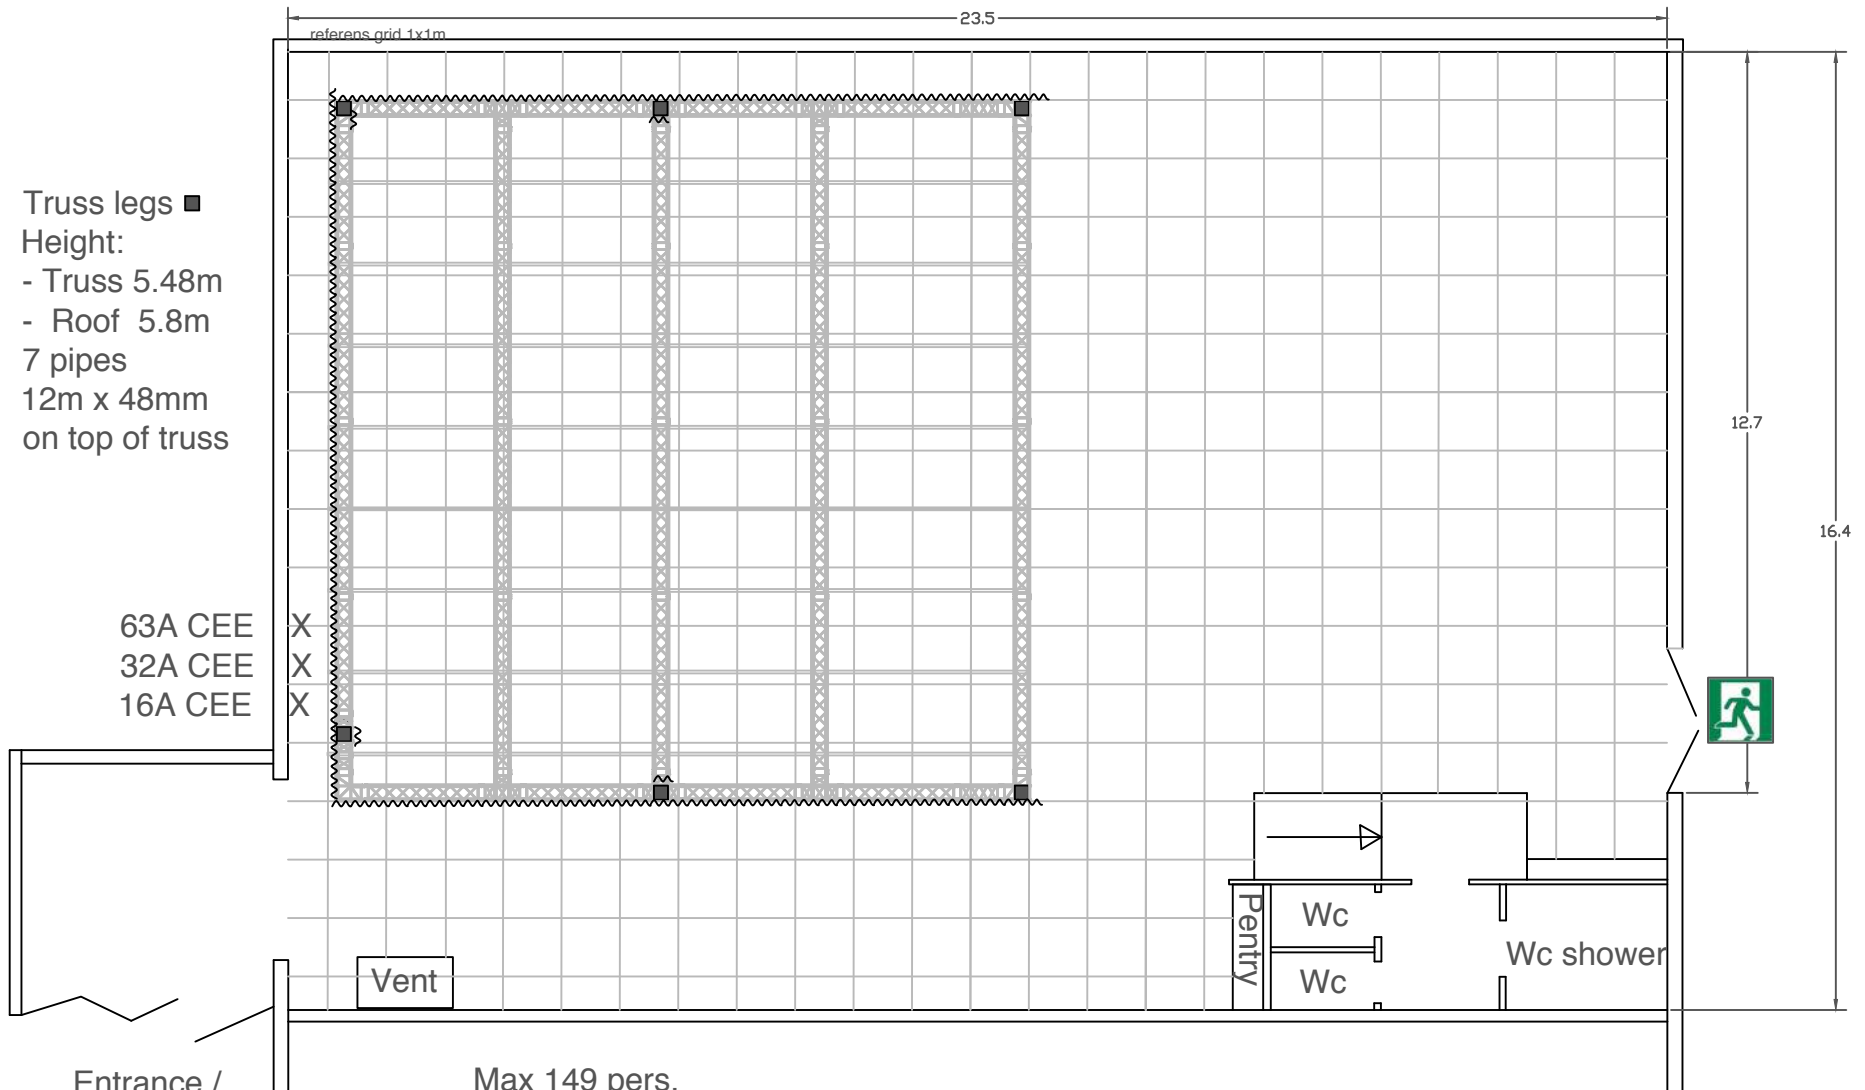 23.5
referens grid 1x1m
Truss legs
Height:
- Truss 5.48m
- Roof 5.8m
7 pipes
12m x 48mm
on top of truss
12.7
16.4
63A CEE X
32A CEE X
16A CEE X
Pentry
Wc
Wc shower
Wc
Vent
Entrance /
Max 149 pers.